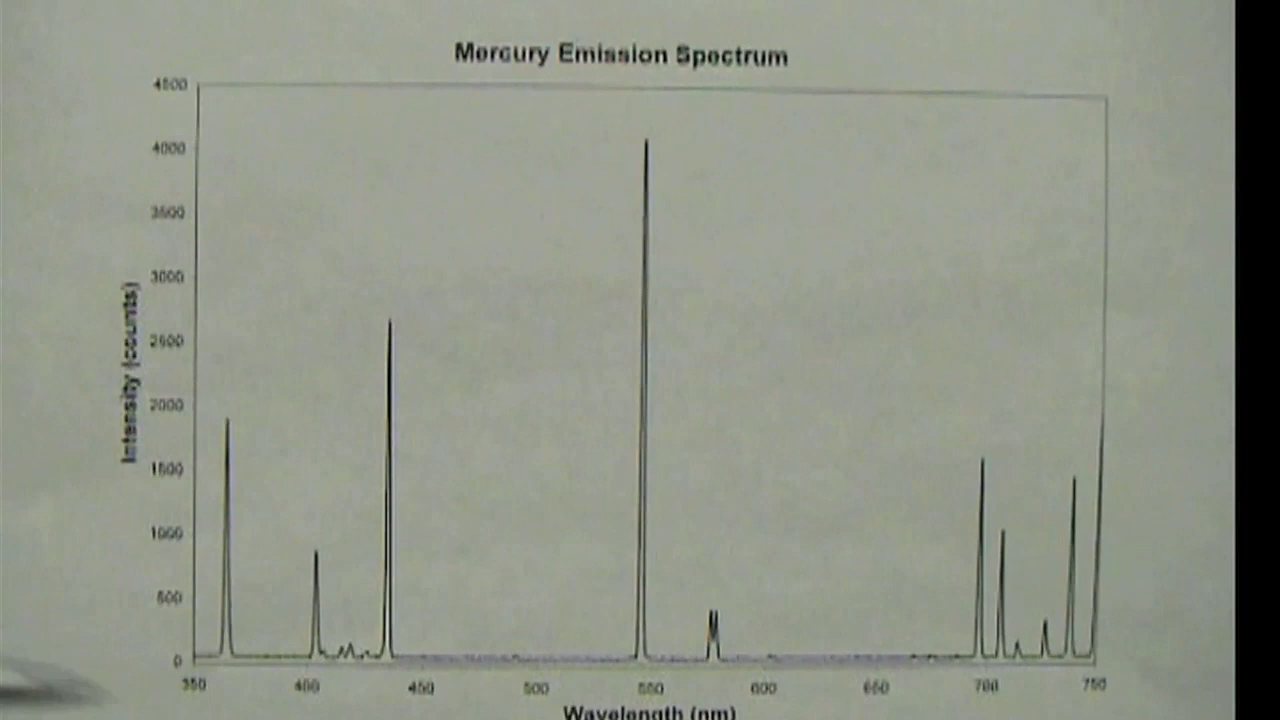 Mercury Emission Spectrum
4500
4000
3500
3000
2500
2000
1500
1000
500
0
Intensity (counts)
350 400 450 500 550 600 650 700 750
Wavelength (nm)